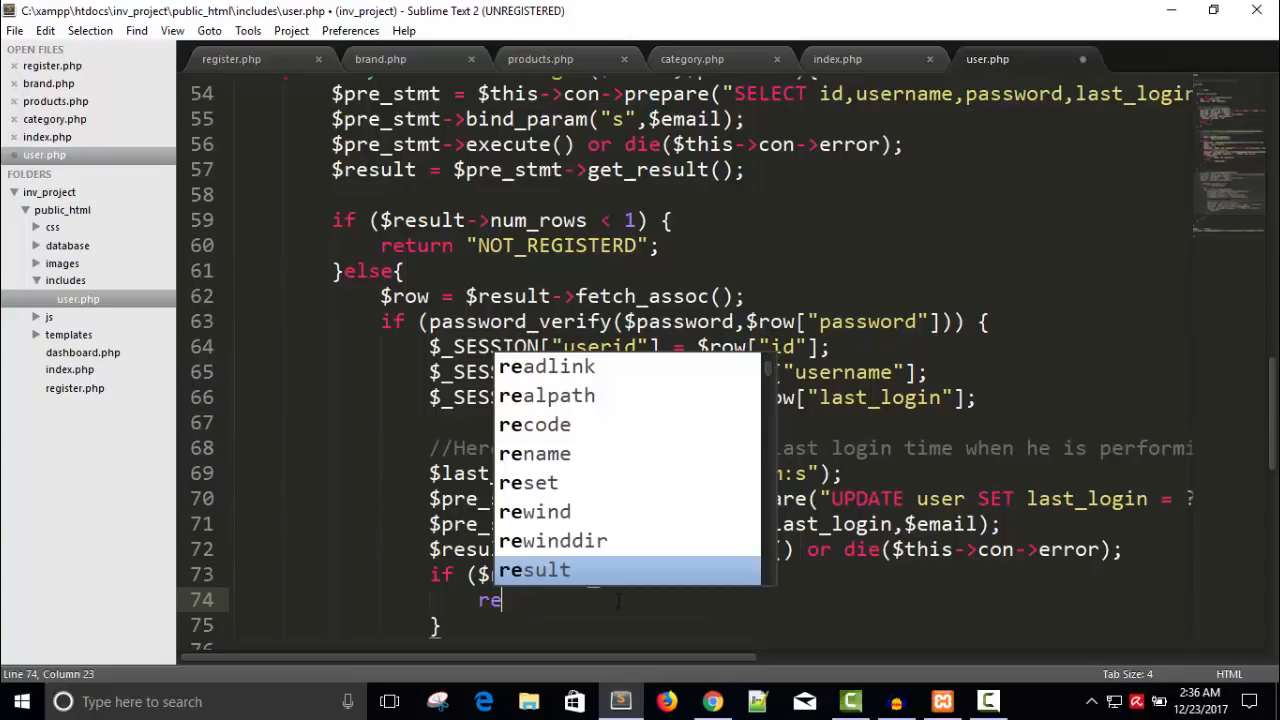 C:\xampp\htdocs\inv_project\public_html\includes\user.php • (inv_project) - Sublime Text 2 (UNREGISTERED)
File Edit Selection Find View Goto Tools Project Preferences Help
OPEN FILES
register.php
brand.php
products.php
category.php
index.php
user.php
FOLDERS
inv_project
public_html
css
database
images
includes
user.php
js
templates
dashboard.php
index.php
register.php
register.php brand.php products.php category.php index.php user.php
54 $pre_stmt = $this->con->prepare("SELECT id,username,password,last_login
55 $pre_stmt->bind_param("s",$email);
56 $pre_stmt->execute() or die($this->con->error);
57 $result = $pre_stmt->get_result();
58
59 if ($result->num_rows < 1) {
60 return "NOT_REGISTERD";
61 }else{
62 $row = $result->fetch_assoc();
63 if (password_verify($password,$row["password"])) {
64 $_SESSION["userid"] = $row["id"];
65 $_SES "username"];
66 $_SES ow["last_login"];
67
68 //Her ast login time when he is performi
69 $last_ m:s");
70 $pre_s are("UPDATE user SET last_login = ?
71 $pre_s ast_login,$email);
72 $resu ) or die($this->con->error);
73 if ($
74 re
75 }
76
readlink
realpath
recode
rename
reset
rewind
rewinddir
result
Line 74, Column 23 Tab Size: 4 HTML
Type here to search
2:36 AM
12/23/2017